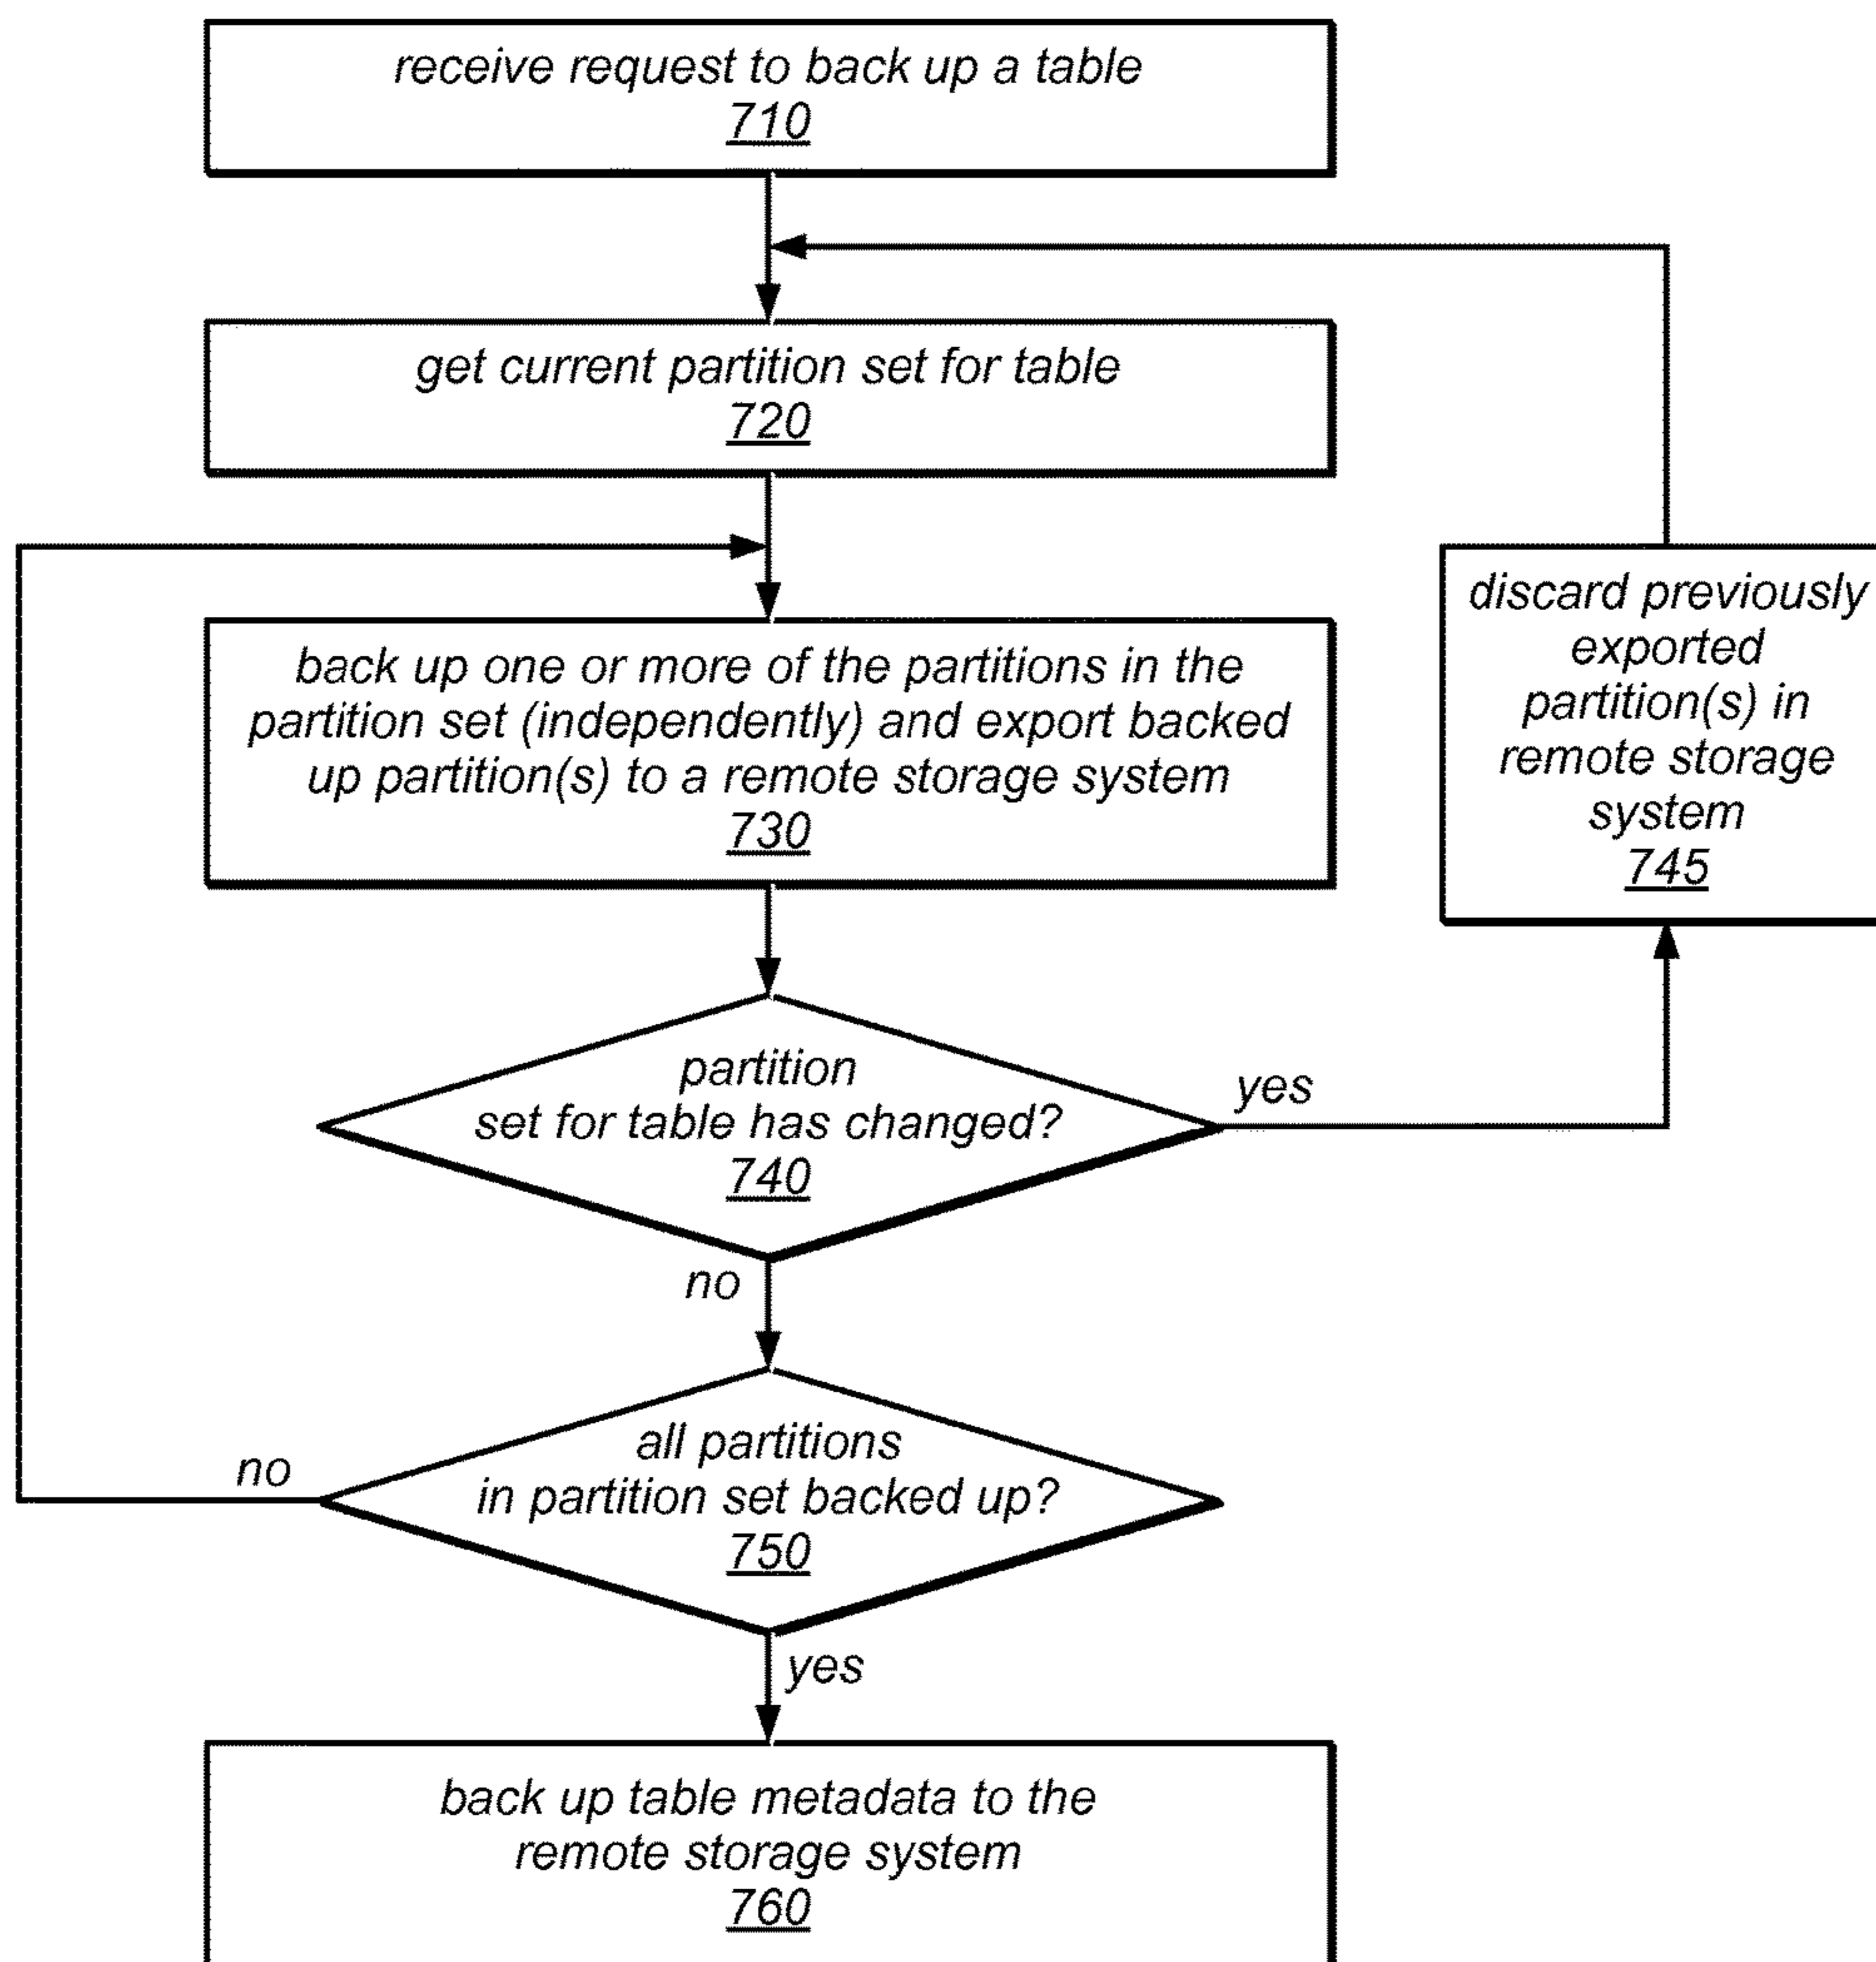 receive request to back up a table
710
get current partition set for table
720
back up one or more of the partitions in the
partition set (independently) and export backed
up partition(s) to a remote storage system
730
discard previously
exported
partition(s) in
remote storage
system
745
partition
set for table has changed?
740
yes
no
all partitions
in partition set backed up?
750
no
yes
back up table metadata to the
remote storage system
760